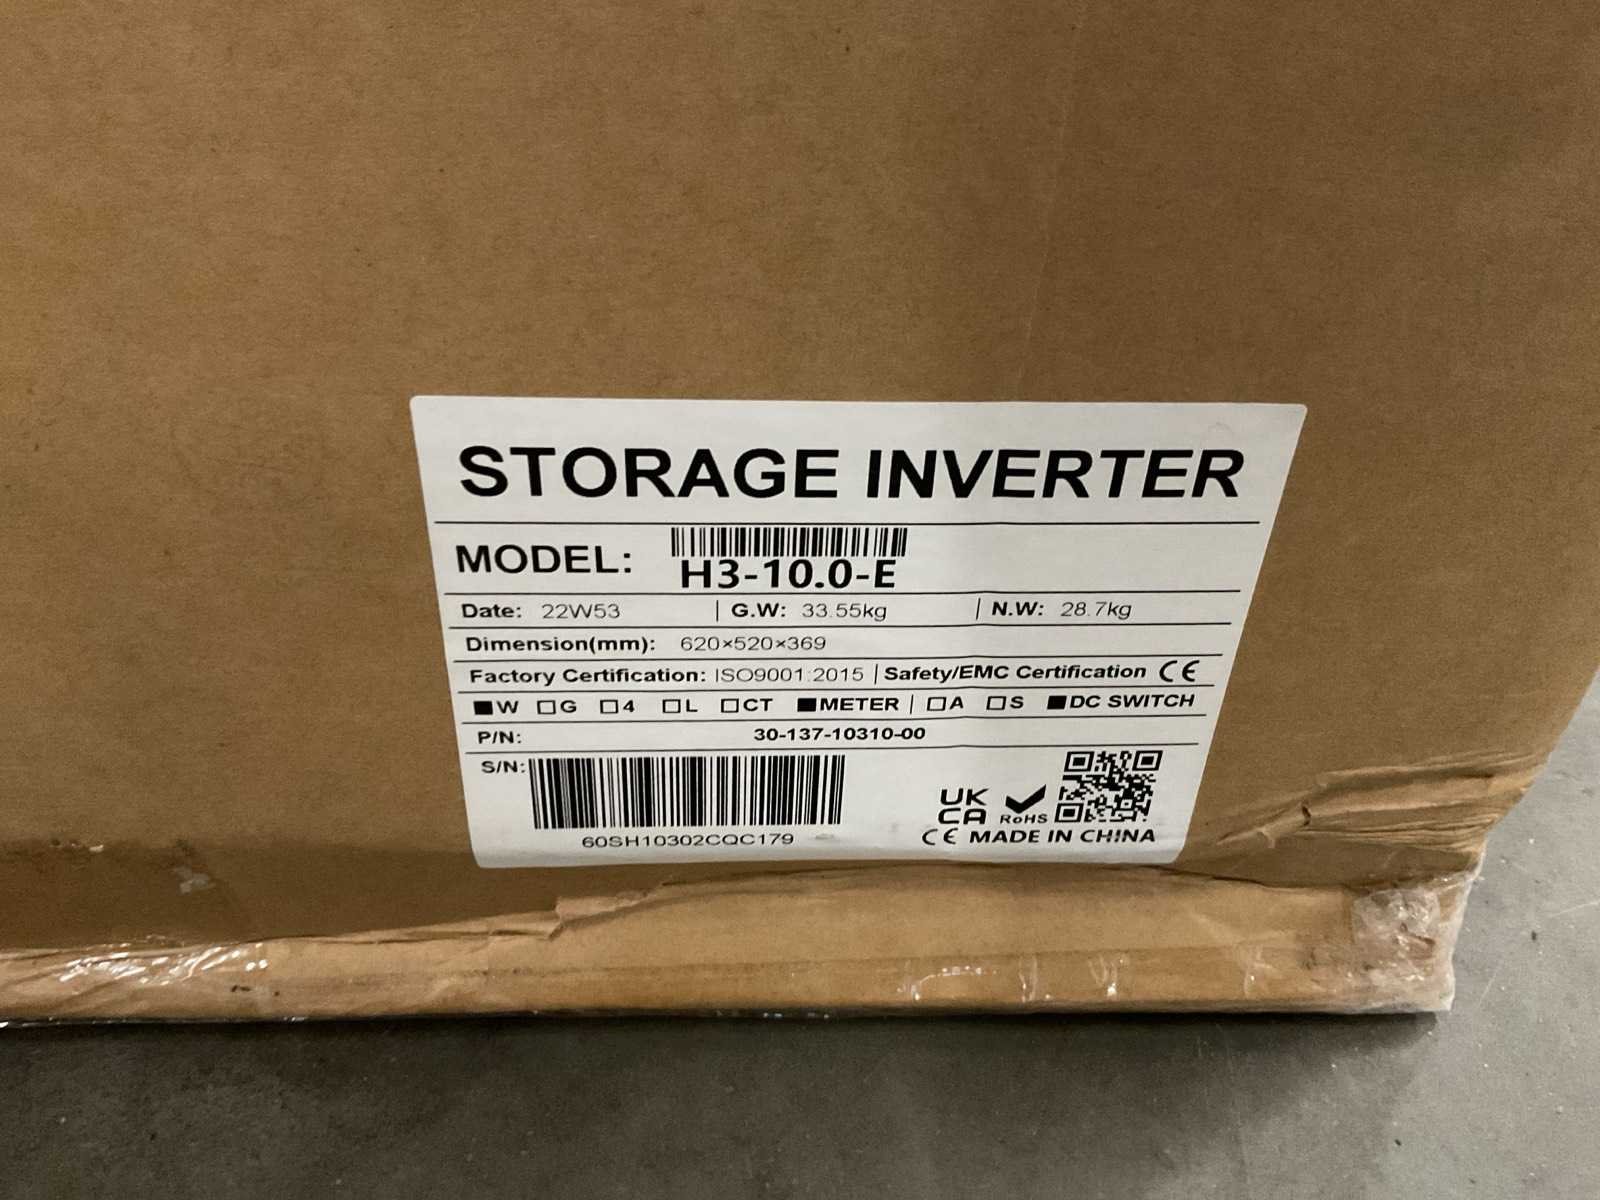 STORAGE INVERTER
MODEL: H3-10.0-E
Date: 22W53 | G.W: 33.55kg | N.W: 28.7kg
Dimension(mm): 620×520×369
Factory Certification: ISO9001:2015 | Safety/EMC Certification CE
■W □G □4 □L □CT ■METER | □A □S ■DC SWITCH
P/N: 30-137-10310-00
S/N:
60SH10302CQC179
UK
CA RoHS
CE MADE IN CHINA